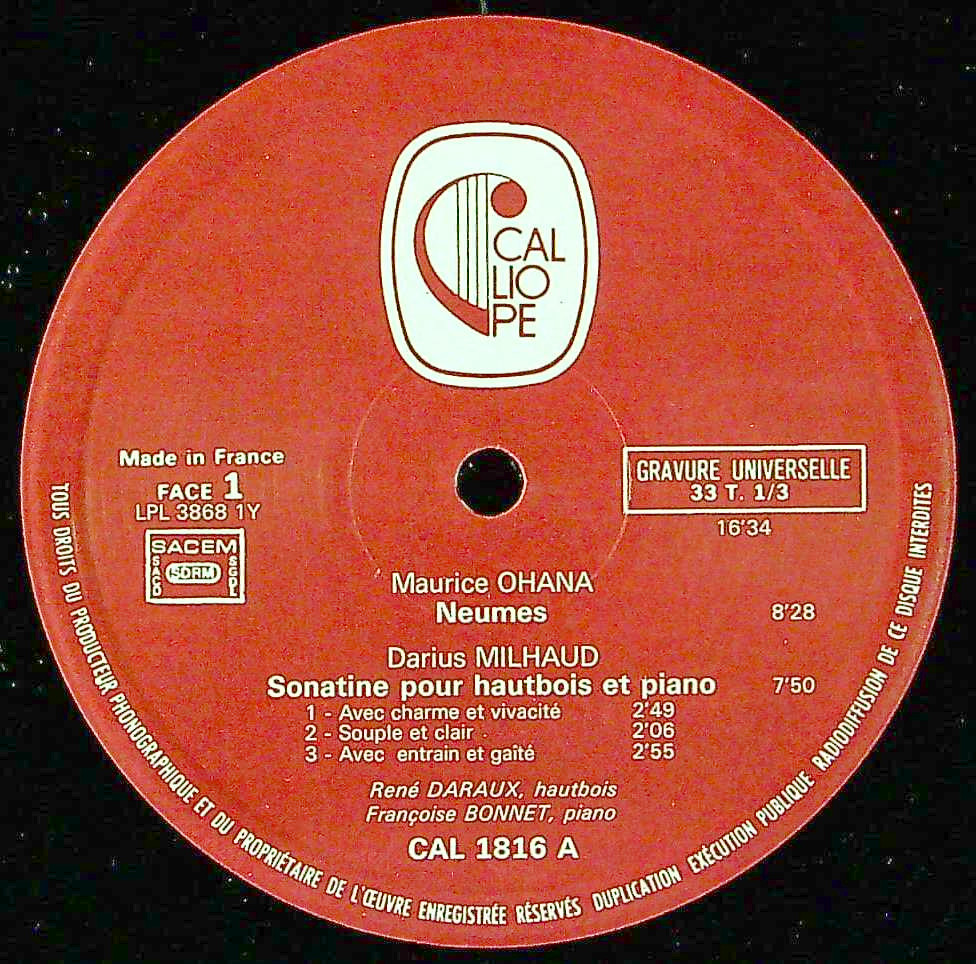 CAL
LIO
PE
Made in France
FACE 1
LPL 3868 1Y
SACEM
SACD
SDRM
SGDL
GRAVURE UNIVERSELLE
33 T. 1/3
16'34
Maurice OHANA
Neumes 8'28
Darius MILHAUD
Sonatine pour hautbois et piano 7'50
1 - Avec charme et vivacité 2'49
2 - Souple et clair 2'06
3 - Avec entrain et gaîté 2'55
René DARAUX, hautbois
Françoise BONNET, piano
CAL 1816 A
TOUS DROITS DU PRODUCTEUR PHONOGRAPHIQUE ET DU PROPRIÉTAIRE DE L'ŒUVRE ENREGISTRÉE RÉSERVÉS DUPLICATION EXÉCUTION PUBLIQUE RADIODIFFUSION DE CE DISQUE INTERDITES